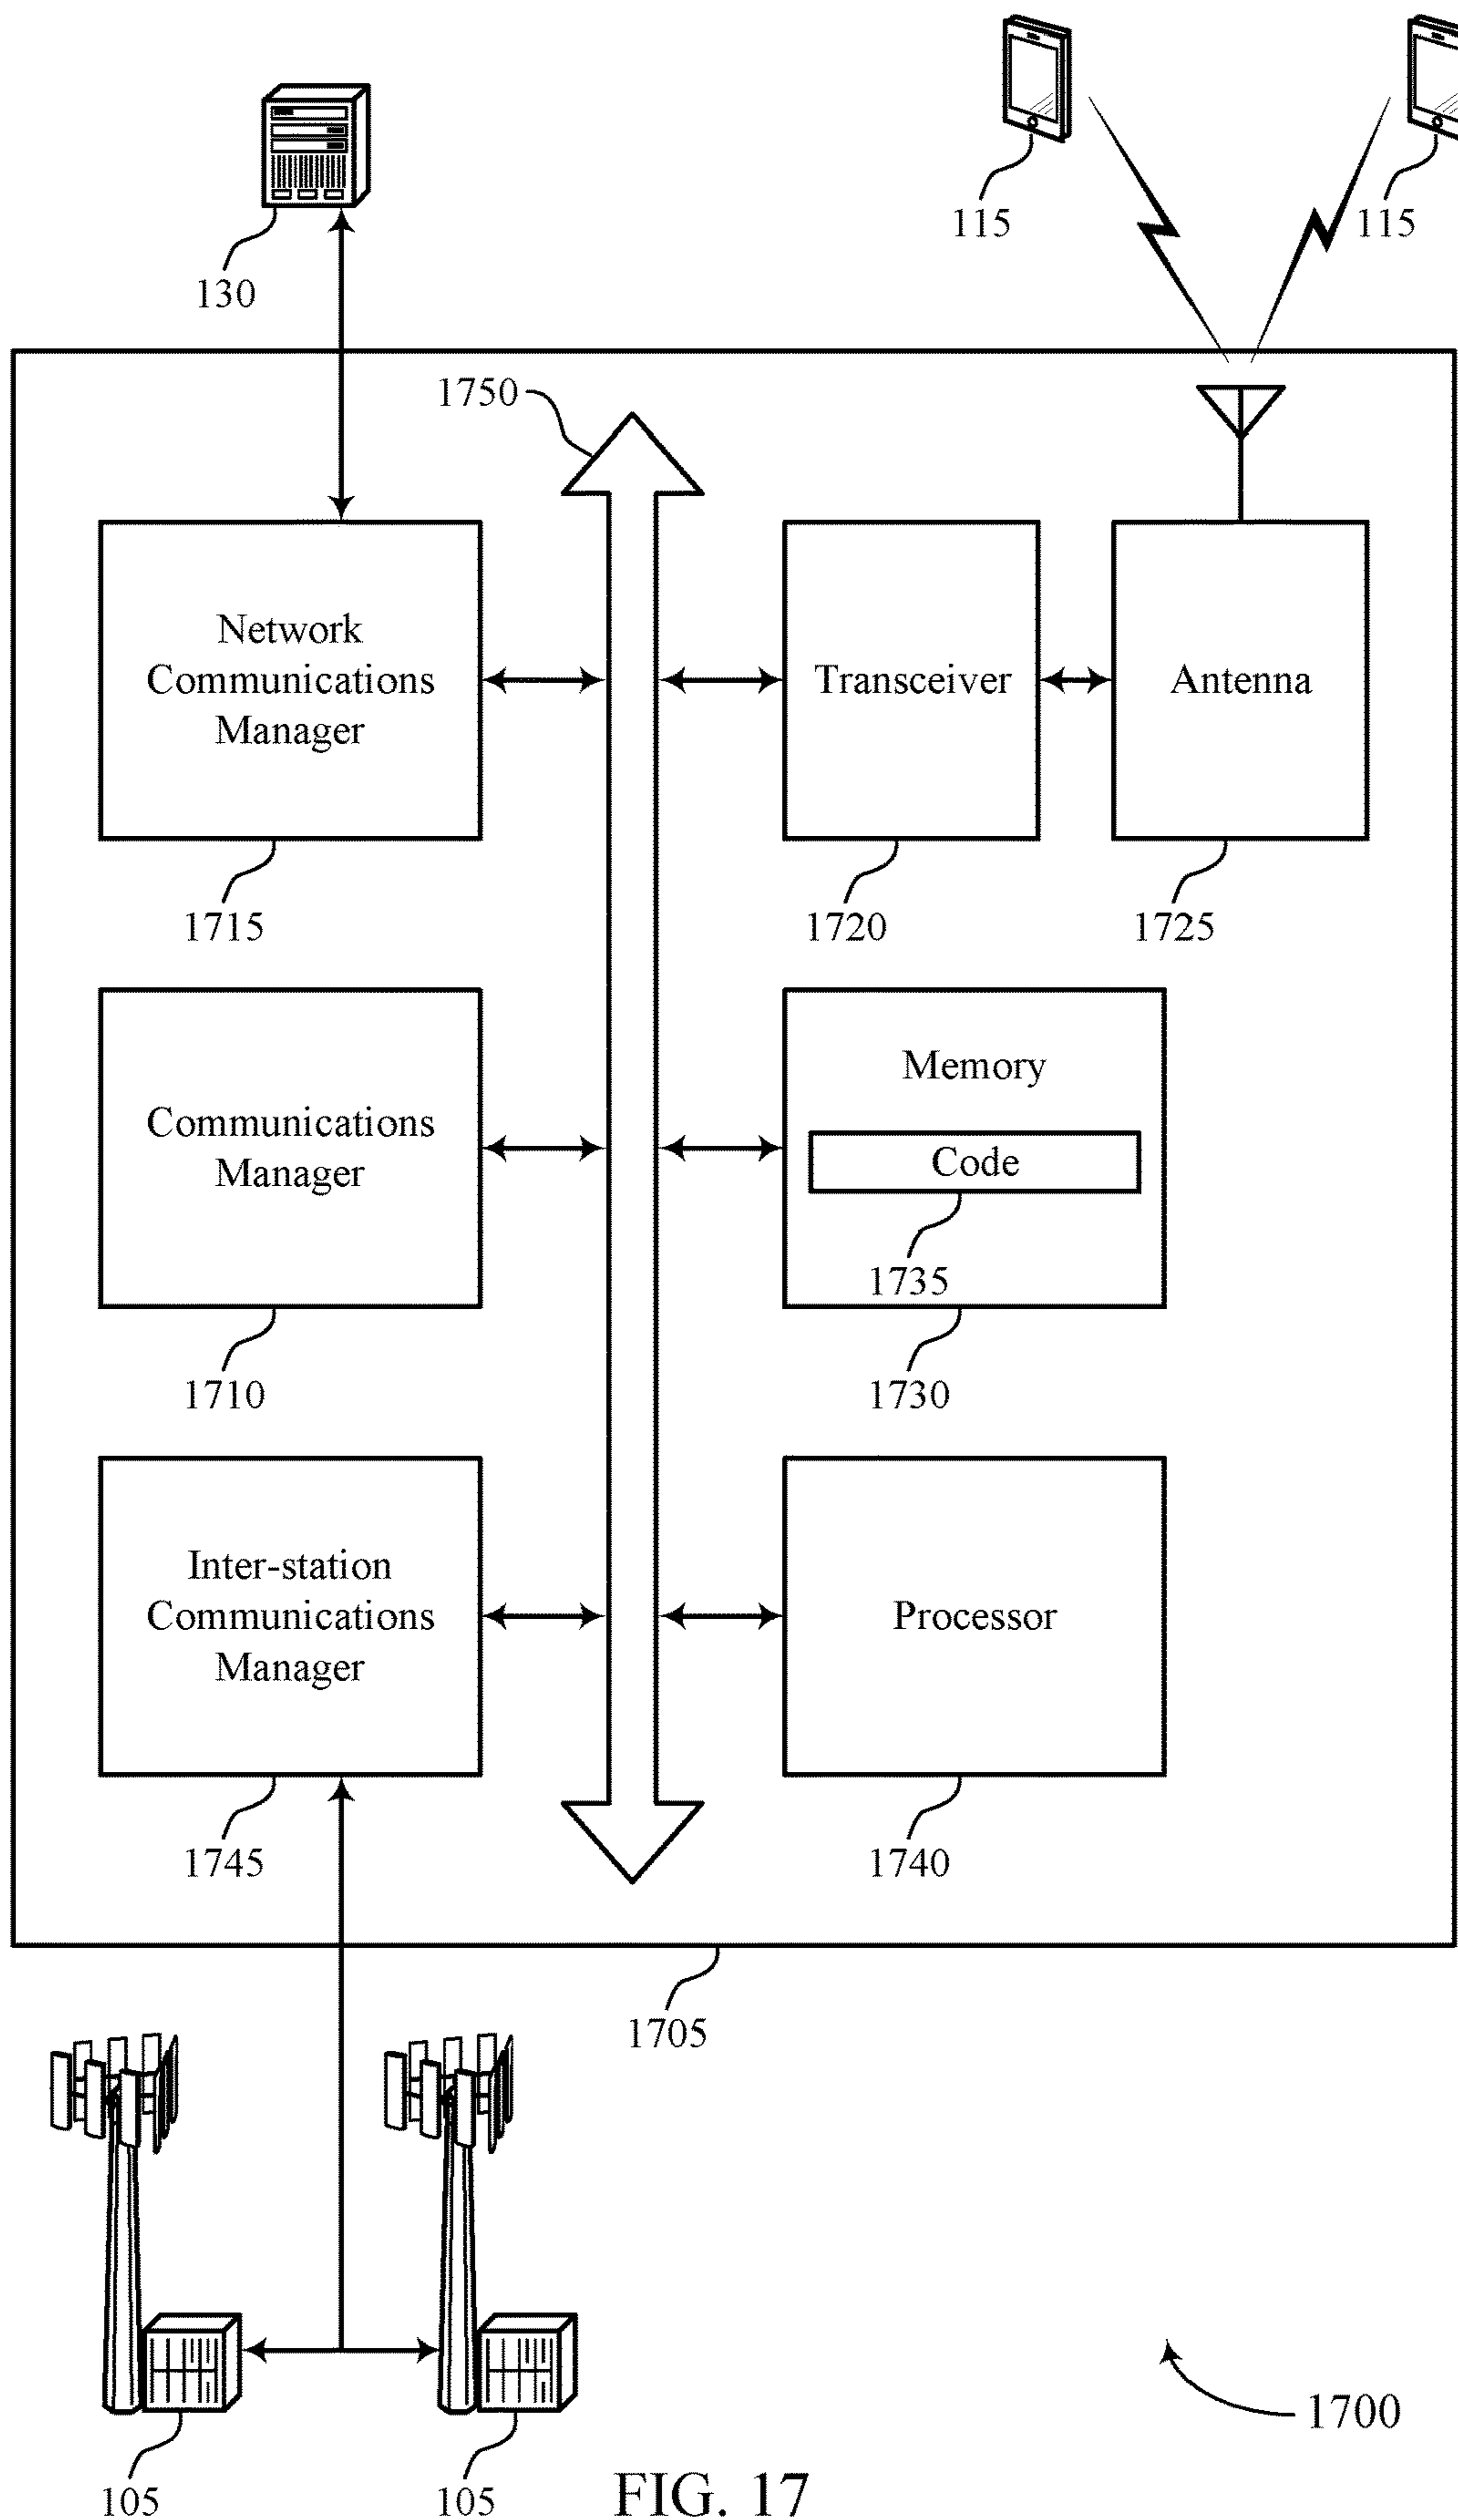 115
115
130
1750
Network
Communications
Manager
Transceiver
Antenna
1715
1720
1725
Communications
Manager
Memory
Code
1735
1710
1730
Inter-station
Communications
Manager
Processor
1745
1740
1705
1700
105
105
FIG. 17